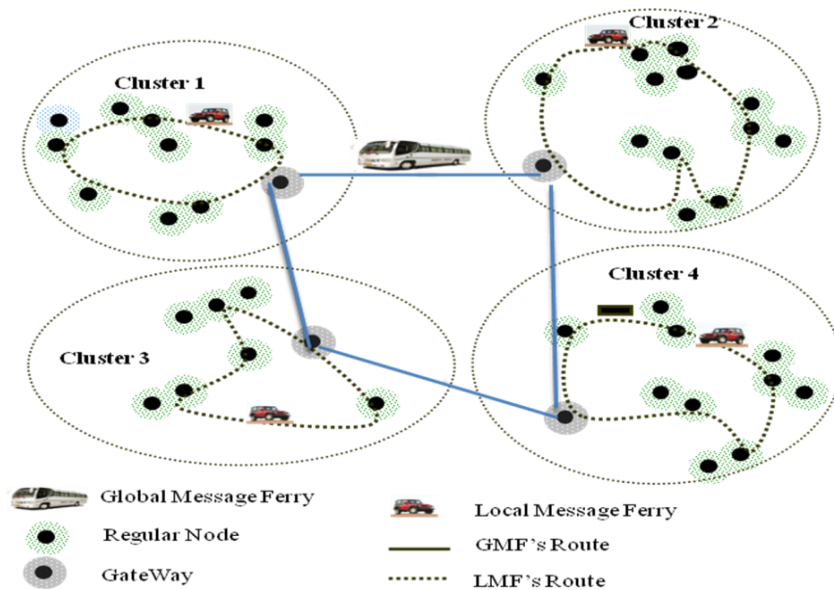 Cluster 2
Cluster 1
Cluster 4
Cluster 3
Global Message Ferry
Local Message Ferry
Regular Node
GMF's Route
GateWay
LMF's Route